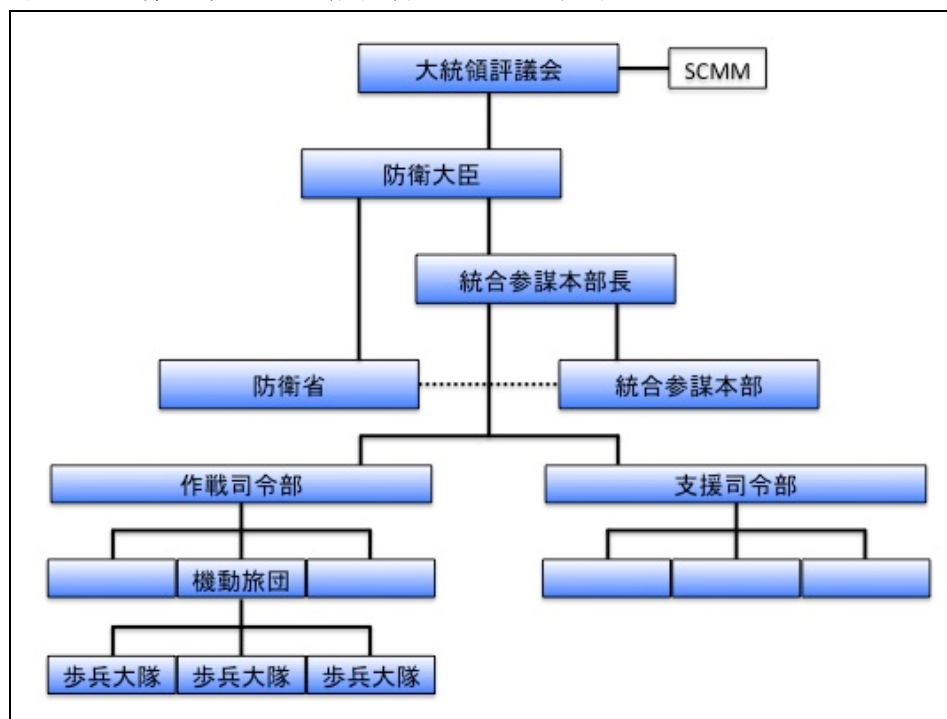 大統領評議会
SCMM
防衛大臣
統合参謀本部長
防衛省
統合参謀本部
作戦司令部
支援司令部
機動旅団
歩兵大隊
歩兵大隊
歩兵大隊